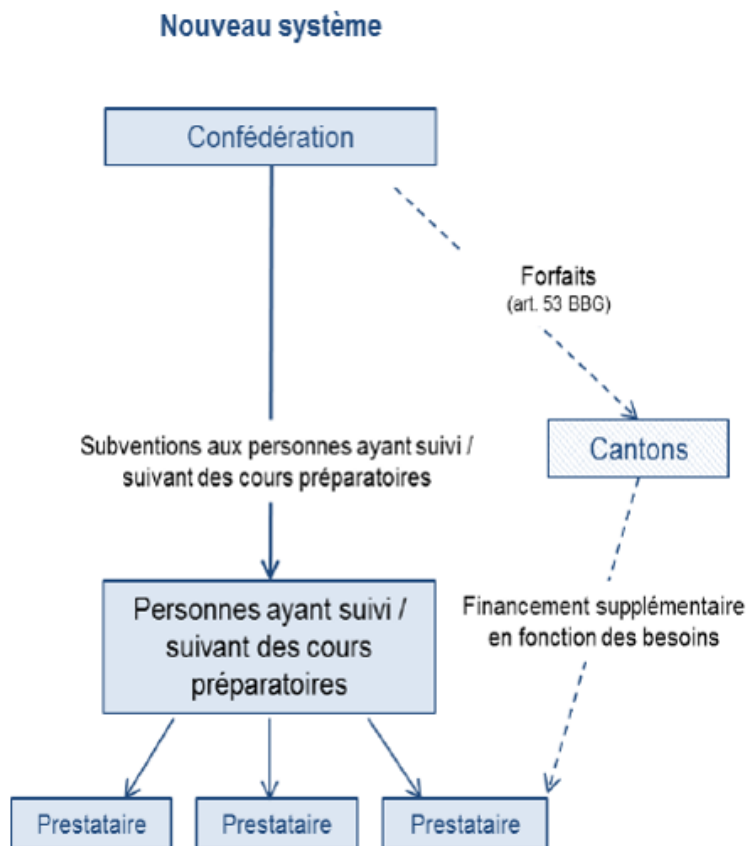 Nouveau système
Confédération
Forfaits
(art. 53 BBG)
Subventions aux personnes ayant suivi /
suivant des cours préparatoires
Cantons
Personnes ayant suivi /
suivant des cours
préparatoires
Financement supplémentaire
en fonction des besoins
Prestataire
Prestataire
Prestataire